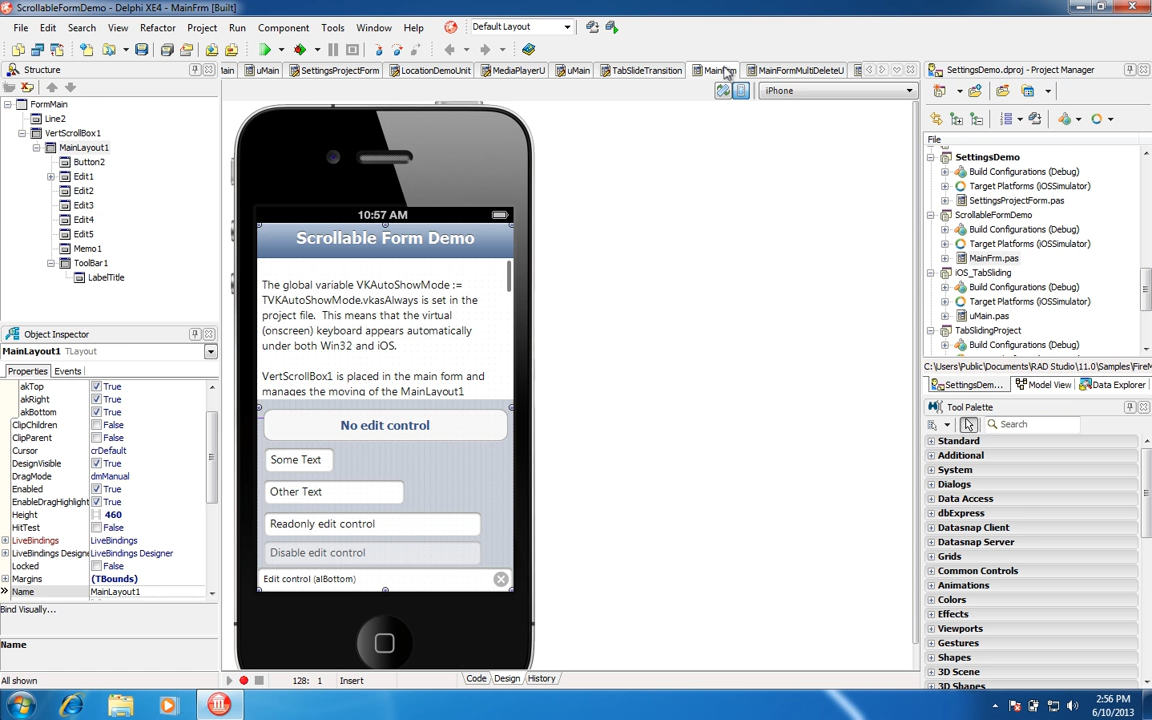 ScrollableFormDemo - Delphi XE4 - MainFrm [Built]
File Edit Search View Refactor Project Run Component Tools Window Help
Default Layout
Structure
FormMain
Line2
VertScrollBox1
MainLayout1
Button2
Edit1
Edit2
Edit3
Edit4
Edit5
Memo1
ToolBar1
LabelTitle
Object Inspector
MainLayout1 TLayout
Properties Events
akTop True
akRight True
akBottom True
ClipChildren False
ClipParent False
Cursor crDefault
DesignVisible True
DragMode dmManual
Enabled True
EnableDragHighlight True
Height 460
HitTest False
LiveBindings LiveBindings
LiveBindings Designe LiveBindings Designer
Locked False
Margins (TBounds)
Name MainLayout1
Bind Visually...
Name
All shown
ain uMain SettingsProjectForm LocationDemoUnit MediaPlayerU uMain TabSlideTransition MainFrm MainFormMultiDeleteU
iPhone
10:57 AM
Scrollable Form Demo
The global variable VKAutoShowMode :=
TVKAutoShowMode.vkasAlways is set in the
project file. This means that the virtual
(onscreen) keyboard appears automatically
under both Win32 and iOS.
VertScrollBox1 is placed in the main form and
manages the moving of the MainLayout1
No edit control
Some Text
Other Text
Readonly edit control
Disable edit control
Edit control (alBottom)
128: 1 Insert
Code Design History
SettingsDemo.dproj - Project Manager
File
SettingsDemo
Build Configurations (Debug)
Target Platforms (iOSSimulator)
SettingsProjectForm.pas
ScrollableFormDemo
Build Configurations (Debug)
Target Platforms (iOSSimulator)
MainFrm.pas
iOS_TabSliding
Build Configurations (Debug)
Target Platforms (iOSSimulator)
uMain.pas
TabSlidingProject
Build Configurations (Debug)
C:\Users\Public\Documents\RAD Studio\11.0\Samples\FireM
SettingsDem... Model View Data Explorer
Tool Palette
Search
Standard
Additional
System
Dialogs
Data Access
dbExpress
Datasnap Client
Datasnap Server
Grids
Common Controls
Animations
Colors
Effects
Viewports
Shapes
3D Scene
3D Shapes
2:56 PM
6/10/2013